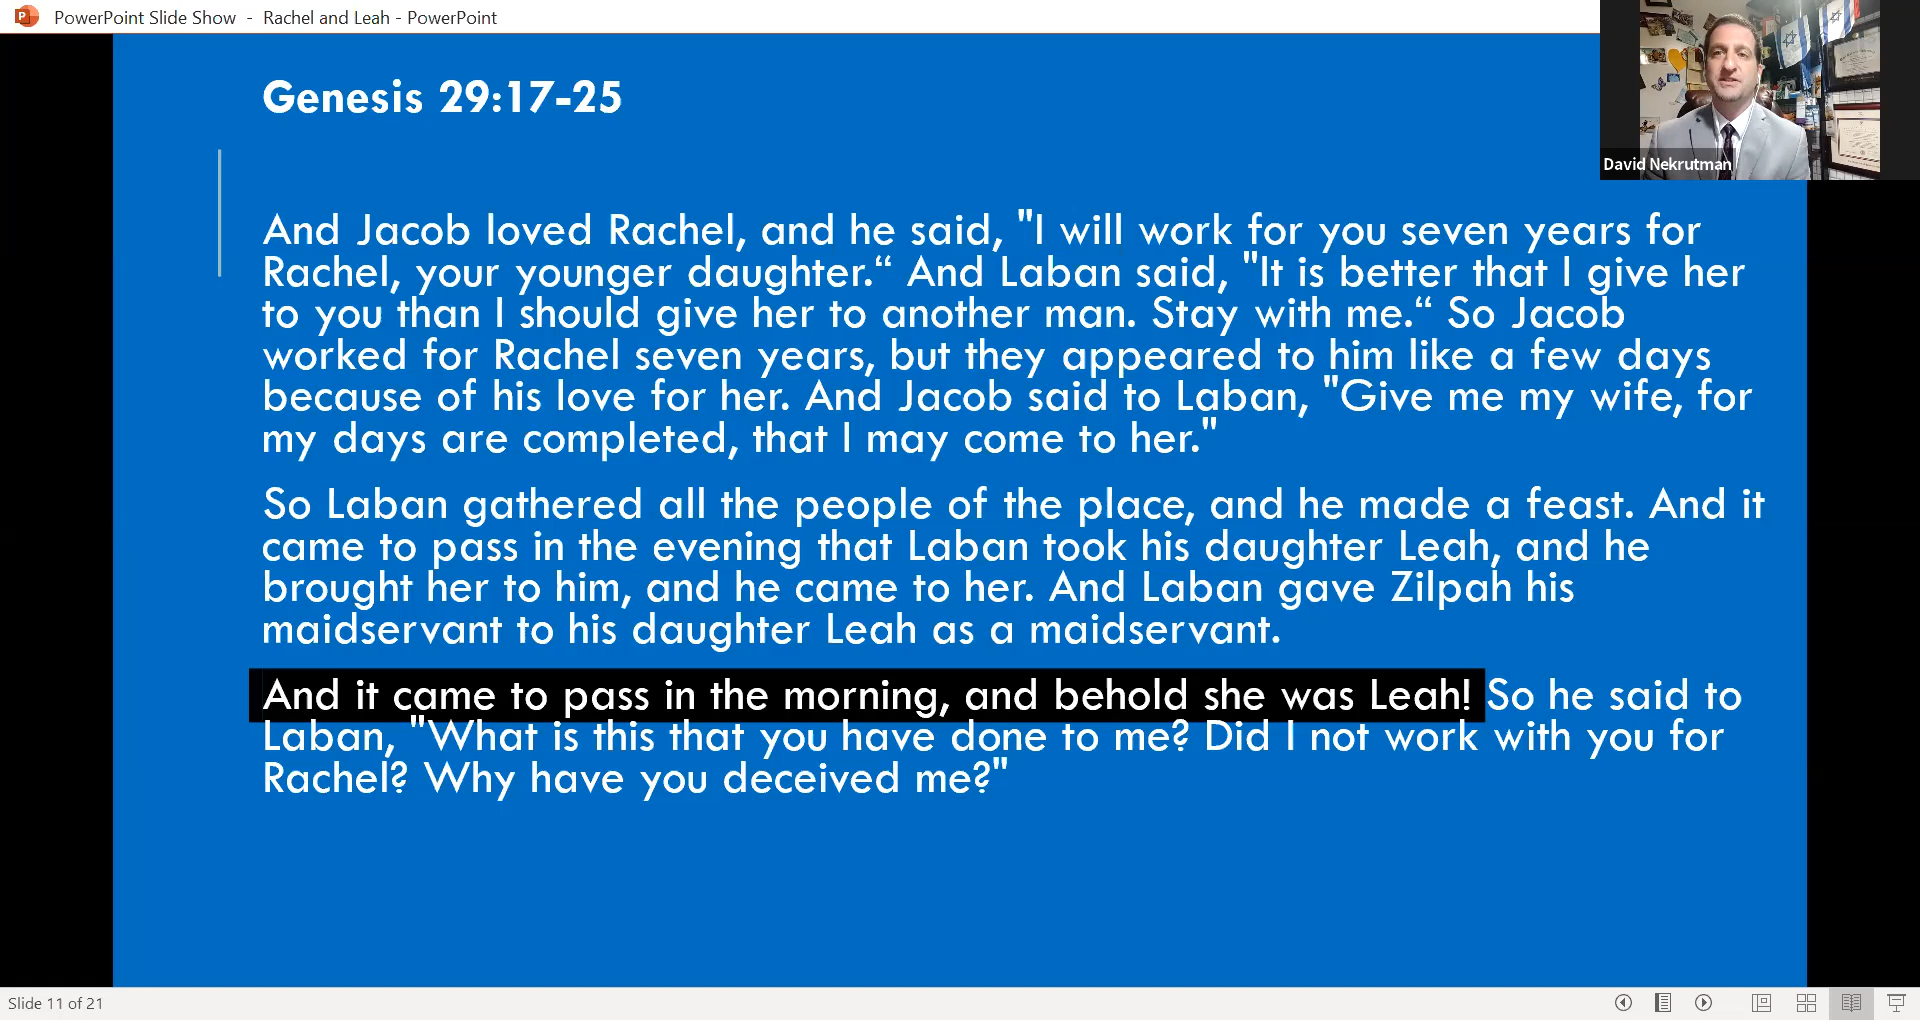 PowerPoint Slide Show - Rachel and Leah - PowerPoint
David Nekrutman
Genesis 29:17-25
And Jacob loved Rachel, and he said, "I will work for you seven years for
Rachel, your younger daughter.“ And Laban said, "It is better that I give her
to you than I should give her to another man. Stay with me.“ So Jacob
worked for Rachel seven years, but they appeared to him like a few days
because of his love for her. And Jacob said to Laban, "Give me my wife, for
my days are completed, that I may come to her."
So Laban gathered all the people of the place, and he made a feast. And it
came to pass in the evening that Laban took his daughter Leah, and he
brought her to him, and he came to her. And Laban gave Zilpah his
maidservant to his daughter Leah as a maidservant.
And it came to pass in the morning, and behold she was Leah! So he said to
Laban, "What is this that you have done to me? Did I not work with you for
Rachel? Why have you deceived me?"
Slide 11 of 21